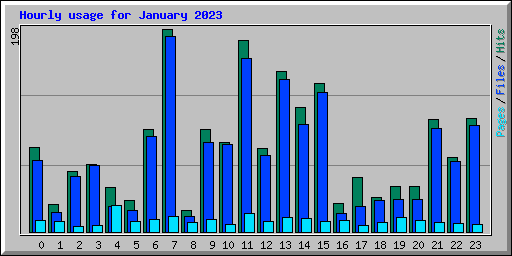 Hourly usage for January 2023
198
Pages/Files/Hits
0 1 2 3 4 5 6 7 8 9 10 11 12 13 14 15 16 17 18 19 20 21 22 23